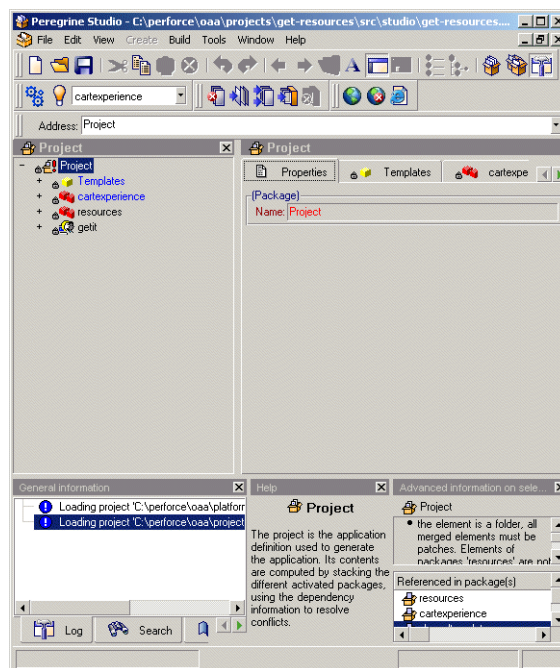 Peregrine Studio - C:\perforce\oaa\projects\get-resources\src\studio\get-resources....
File Edit View Create Build Tools Window Help
cartexperience
Address: Project
Project
Project
Templates
cartexperience
resources
getit
Project
Properties Templates cartexpe
(Package)
Name: Project
General information
Loading project 'C:\perforce\oaa\platforr
Loading project 'C:\perforce\oaa\project
Log Search
Help
Project
The project is the application
definition used to generate
the application. Its contents
are computed by stacking the
different activated packages,
using the dependency
information to resolve
conflicts.
Advanced information on sele...
Project
• the element is a folder, all
merged elements must be
patches. Elements of
packages 'resources' are not
Referenced in package(s)
resources
cartexperience